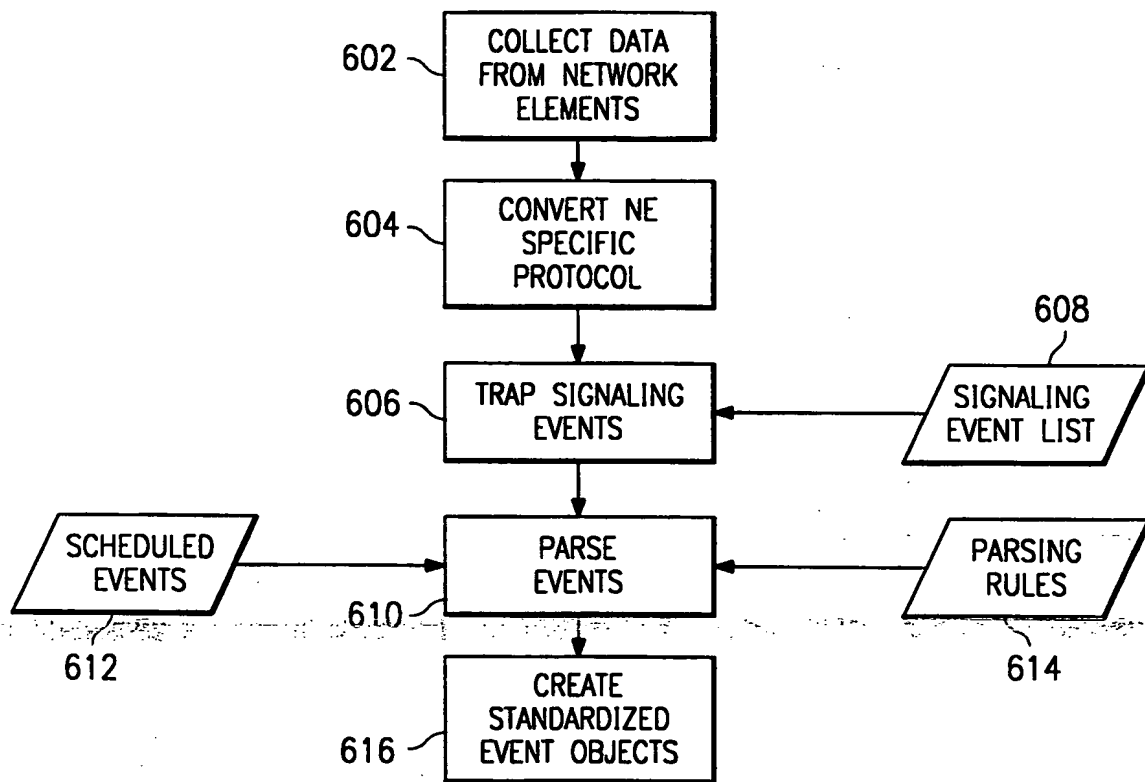 602
COLLECT DATA
FROM NETWORK
ELEMENTS
604
CONVERT NE
SPECIFIC
PROTOCOL
608
606
TRAP SIGNALING
EVENTS
SIGNALING
EVENT LIST
SCHEDULED
EVENTS
612
PARSE
EVENTS
610
PARSING
RULES
614
CREATE
STANDARDIZED
EVENT OBJECTS
616